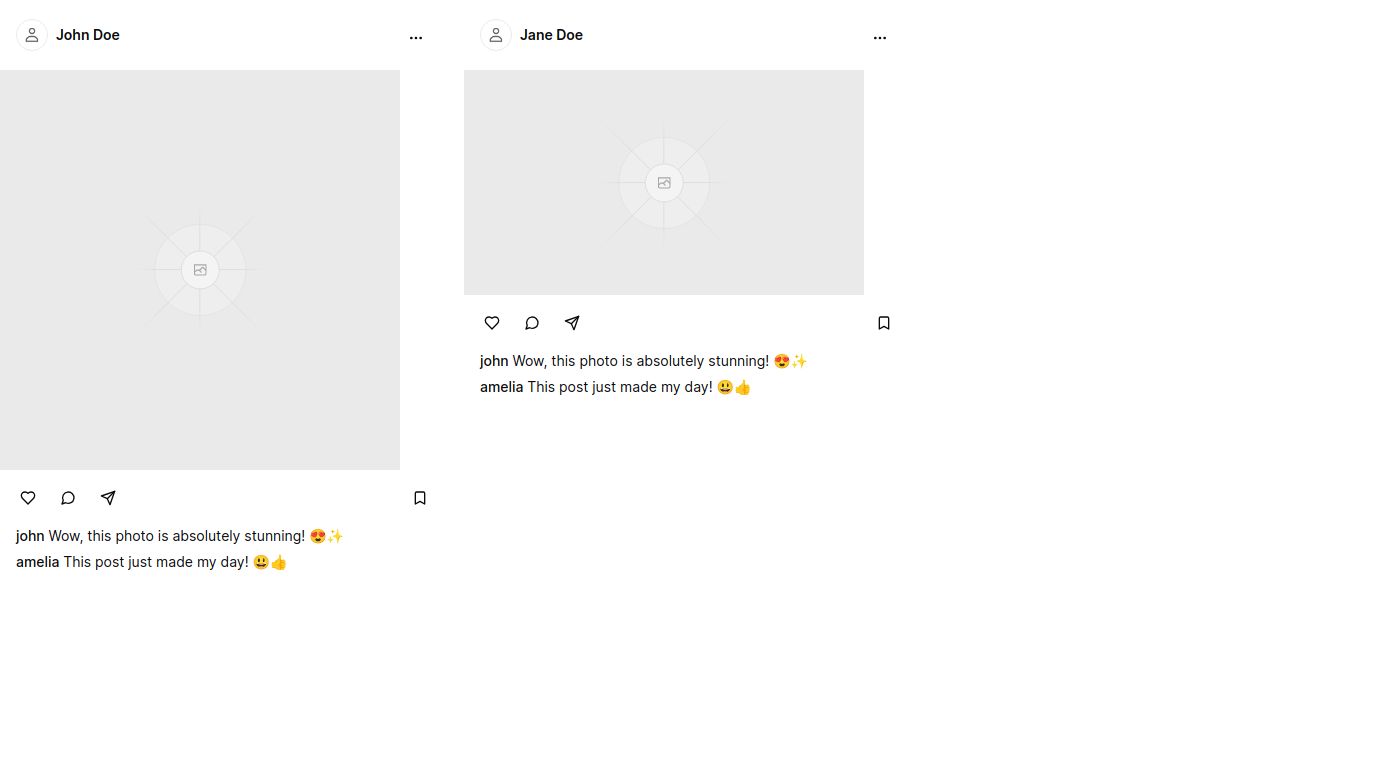 John Doe
john Wow, this photo is absolutely stunning! 😍✨
amelia This post just made my day! 😃👍
Jane Doe
john Wow, this photo is absolutely stunning! 😍✨
amelia This post just made my day! 😃👍